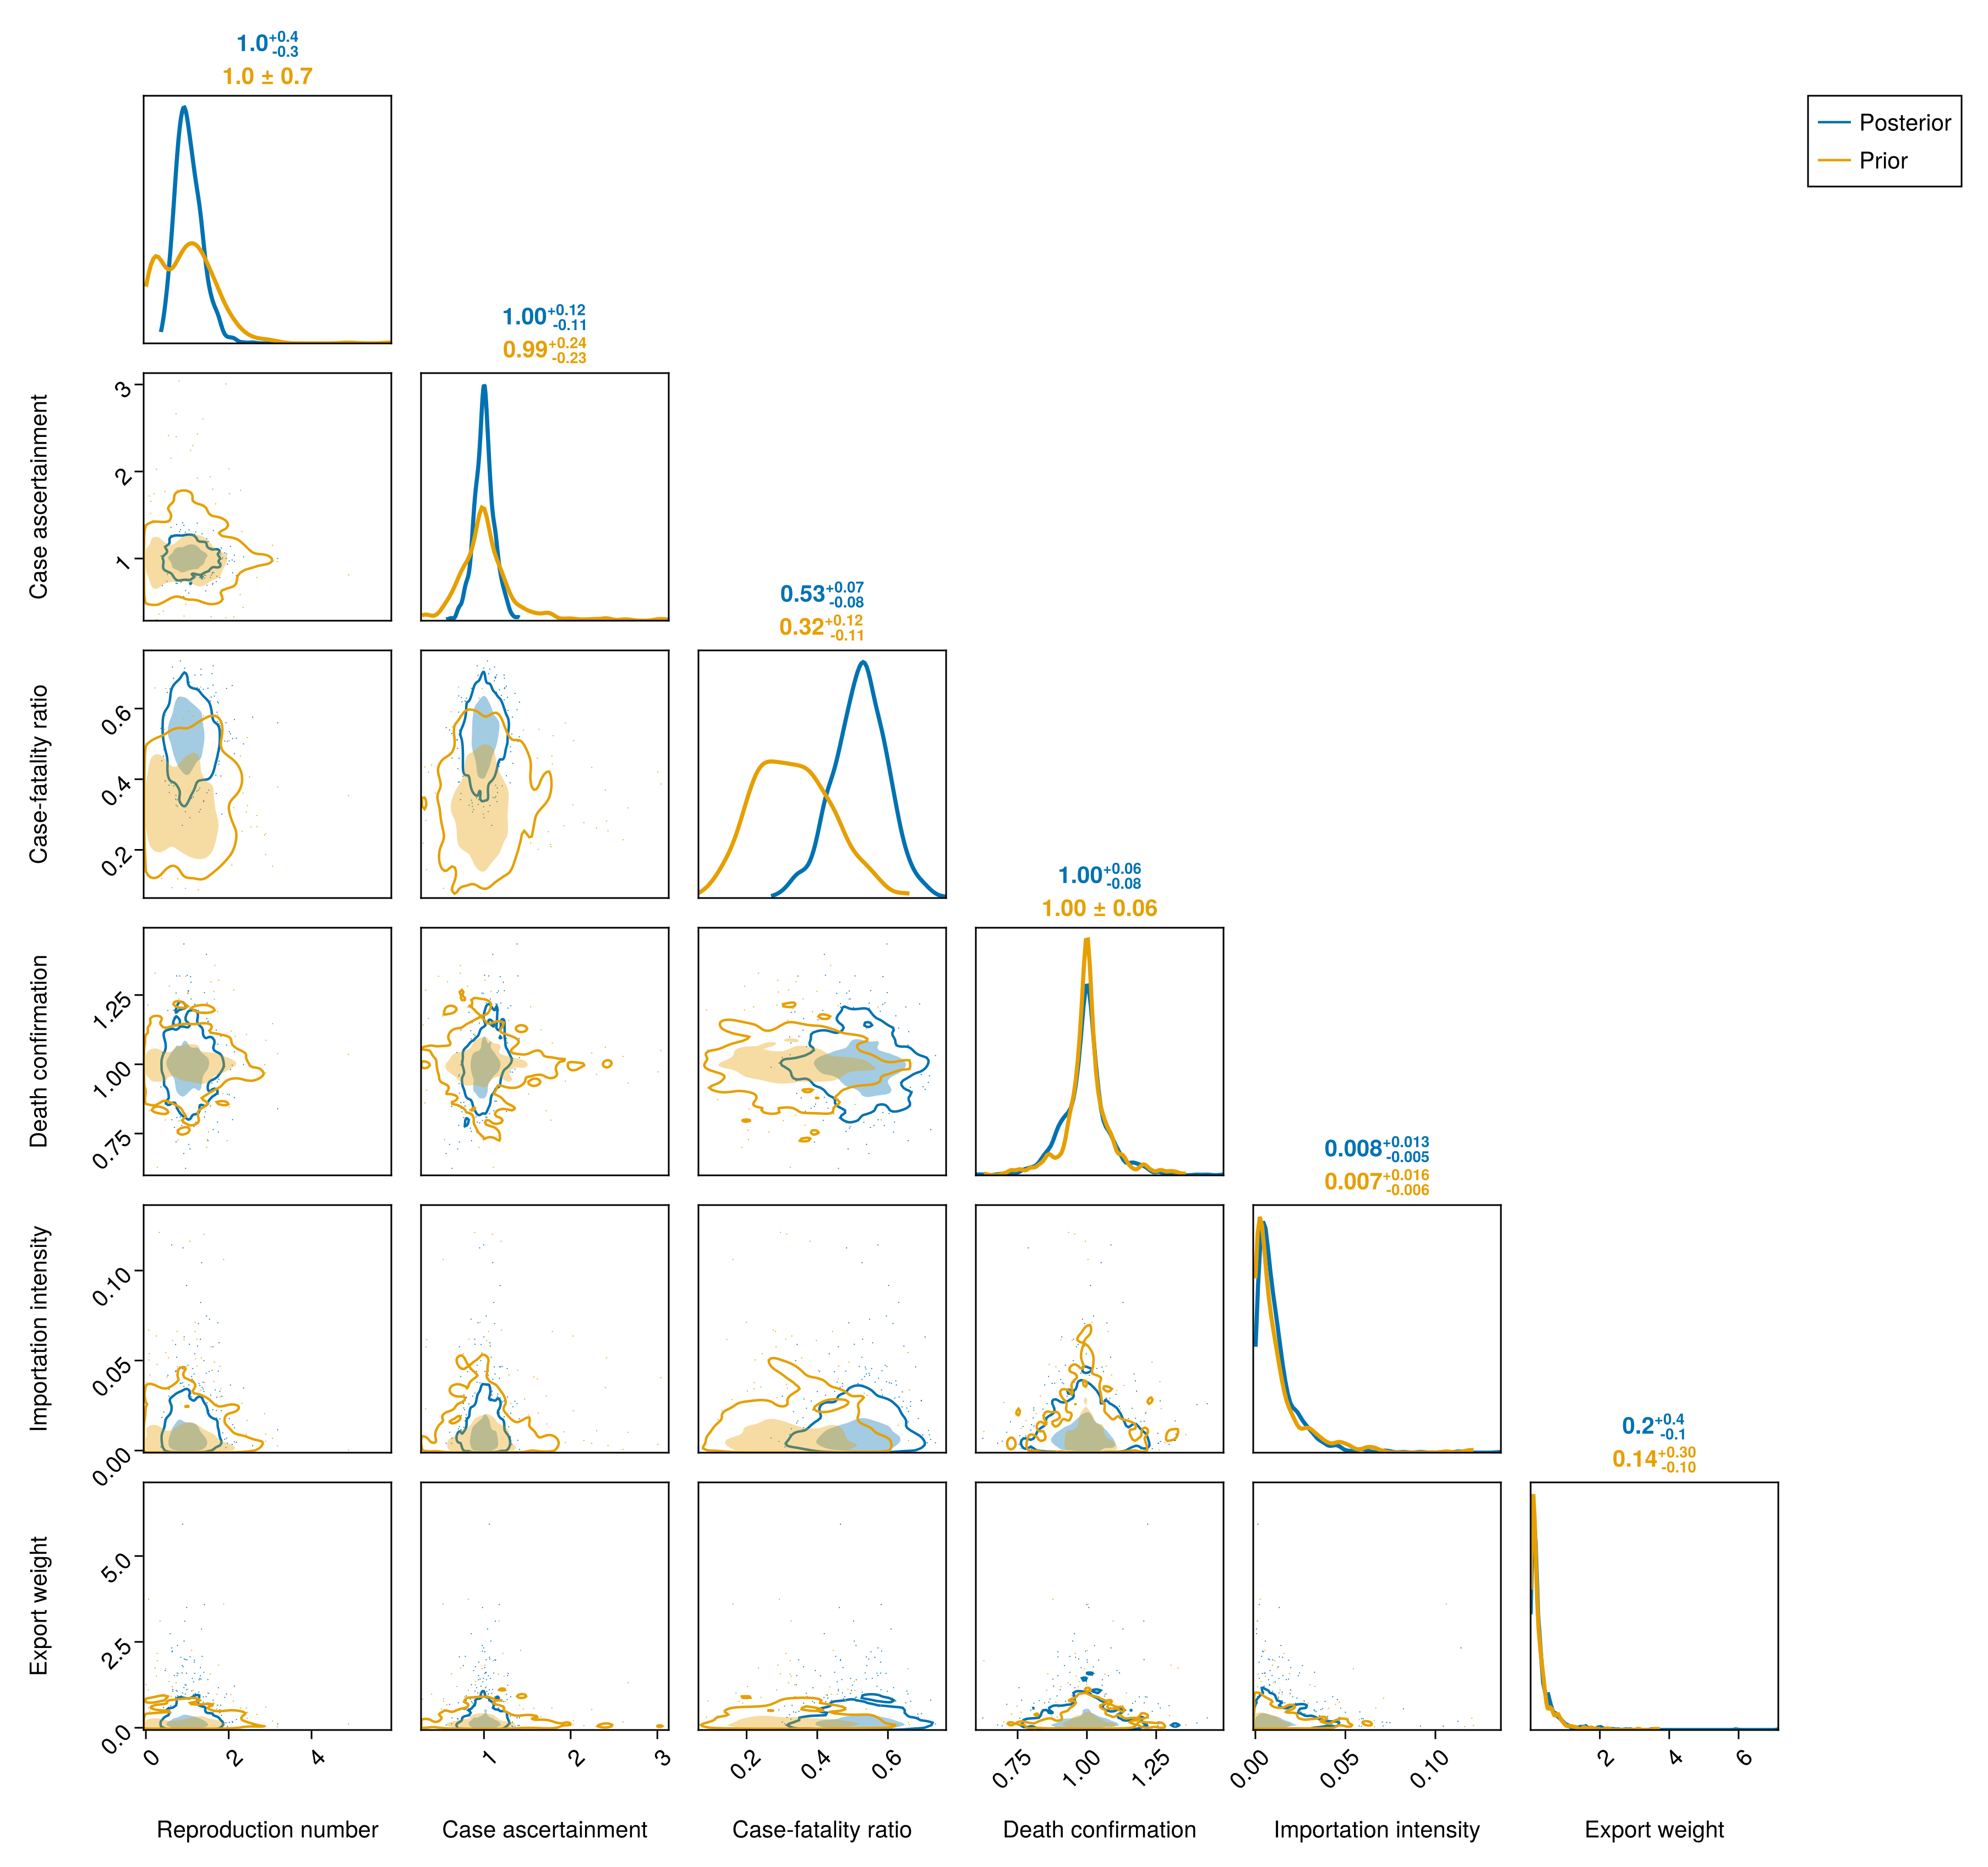 1.0+0.4-0.3
1.0 ± 0.7
Posterior
Prior
1.00+0.12-0.11
0.99+0.24-0.23
Case ascertainment
3
2
1
0.53+0.07-0.08
0.32+0.12-0.11
Case-fatality ratio
0.6
0.4
0.2
1.00+0.06-0.08
1.00 ± 0.06
Death confirmation
1.25
1.00
0.75
0.008+0.013-0.005
0.007+0.016-0.006
Importation intensity
0.10
0.05
0.00
0.2+0.4-0.1
0.14+0.30-0.10
Export weight
5.0
2.5
0.0
0 2 4
1 2 3
0.2 0.4 0.6
0.75 1.00 1.25
0.00 0.05 0.10
2 4 6
Reproduction number
Case ascertainment
Case-fatality ratio
Death confirmation
Importation intensity
Export weight